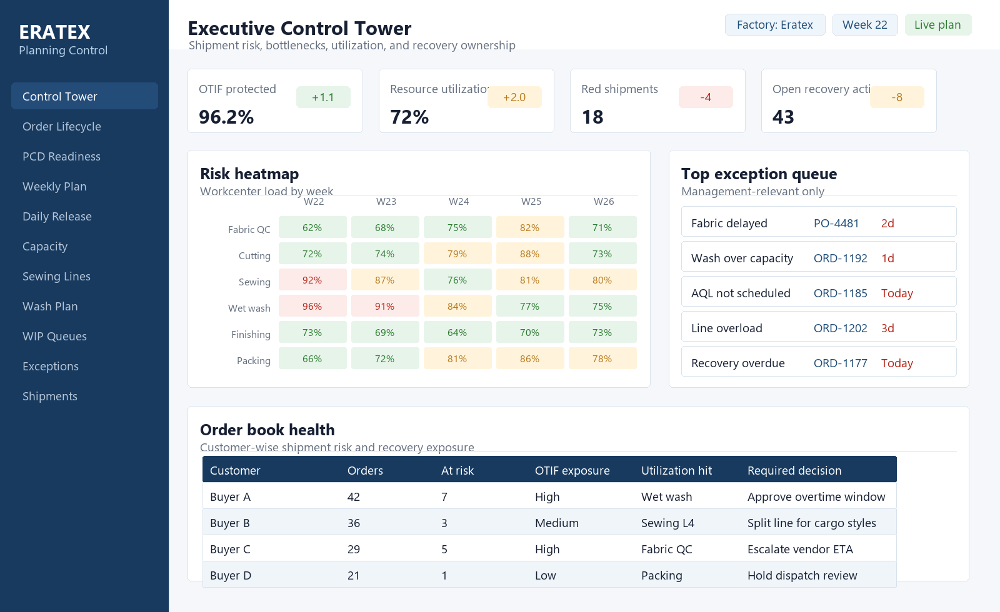 ERATEX
Planning Control
Control Tower
Order Lifecycle
PCD Readiness
Weekly Plan
Daily Release
Capacity
Sewing Lines
Wash Plan
WIP Queues
Exceptions
Shipments
Executive Control Tower
Shipment risk, bottlenecks, utilization, and recovery ownership
Factory: Eratex
Week 22
Live plan
OTIF protected
+1.1
96.2%
Resource utilization
+2.0
72%
Red shipments
-4
18
Open recovery acti
-8
43
Risk heatmap
Workcenter load by week
W22 W23 W24 W25 W26
Fabric QC 62% 68% 75% 82% 71%
Cutting 72% 74% 79% 88% 73%
Sewing 92% 87% 76% 81% 80%
Wet wash 96% 91% 84% 77% 75%
Finishing 73% 69% 64% 70% 73%
Packing 66% 72% 81% 86% 78%
Top exception queue
Management-relevant only
Fabric delayed PO-4481 2d
Wash over capacity ORD-1192 1d
AQL not scheduled ORD-1185 Today
Line overload ORD-1202 3d
Recovery overdue ORD-1177 Today
Order book health
Customer-wise shipment risk and recovery exposure
Customer Orders At risk OTIF exposure Utilization hit Required decision
Buyer A 42 7 High Wet wash Approve overtime window
Buyer B 36 3 Medium Sewing L4 Split line for cargo styles
Buyer C 29 5 High Fabric QC Escalate vendor ETA
Buyer D 21 1 Low Packing Hold dispatch review